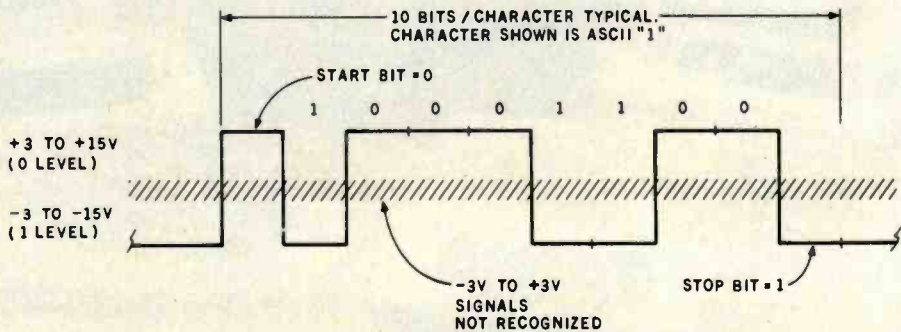 10 BITS / CHARACTER TYPICAL.
CHARACTER SHOWN IS ASCII "1"
START BIT = 0
1 0 0 0 1 1 0 0
+3 TO +15V
(0 LEVEL)
-3 TO -15V
(1 LEVEL)
-3V TO +3V
SIGNALS
NOT RECOGNIZED
STOP BIT = 1